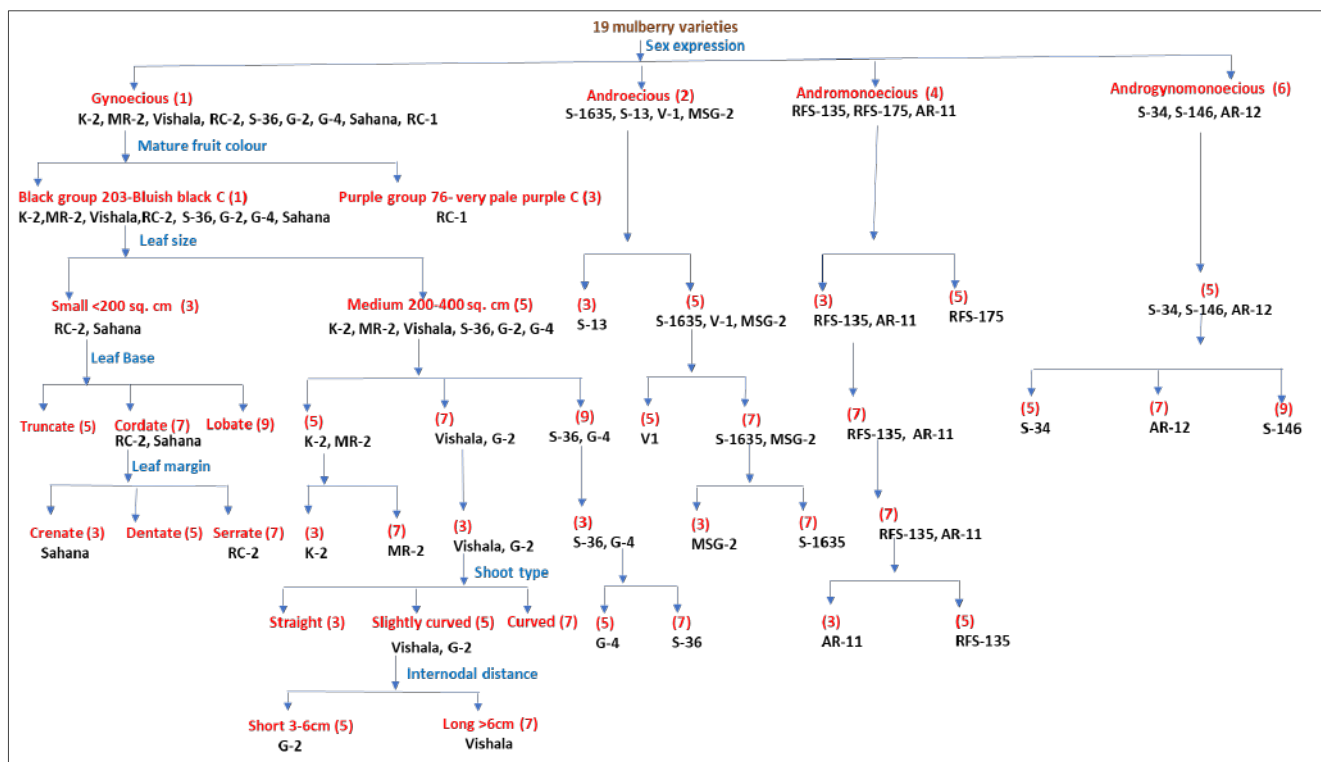 19 mulberry varieties
Sex expression
Gynoecious (1)
K-2, MR-2, Vishala, RC-2, S-36, G-2, G-4, Sahana, RC-1
Androecious (2)
S-1635, S-13, V-1, MSG-2
Andromonoecious (4)
RFS-135, RFS-175, AR-11
Androgynomonoecious (6)
S-34, S-146, AR-12
Mature fruit colour
Black group 203-Bluish black C (1)
K-2,MR-2, Vishala,RC-2, S-36, G-2, G-4, Sahana
Purple group 76- very pale purple C (3)
RC-1
Leaf size
Small <200 sq. cm (3)
RC-2, Sahana
Medium 200-400 sq. cm (5)
K-2, MR-2, Vishala, S-36, G-2, G-4
(3)
S-13
(5)
S-1635, V-1, MSG-2
(3)
RFS-135, AR-11
(5)
RFS-175
(5)
S-34, S-146, AR-12
Leaf Base
Truncate (5)
Cordate (7)
RC-2, Sahana
Lobate (9)
(5)
K-2, MR-2
(7)
Vishala, G-2
(9)
S-36, G-4
(5)
V1
(7)
S-1635, MSG-2
(7)
RFS-135, AR-11
(5)
S-34
(7)
AR-12
(9)
S-146
Leaf margin
Crenate (3)
Sahana
Dentate (5)
Serrate (7)
RC-2
(3)
K-2
(7)
MR-2
(3)
Vishala, G-2
(3)
S-36, G-4
(3)
MSG-2
(7)
S-1635
(7)
RFS-135, AR-11
Shoot type
Straight (3)
Slightly curved (5)
Vishala, G-2
Curved (7)
(5)
G-4
(7)
S-36
(3)
AR-11
(5)
RFS-135
Internodal distance
Short 3-6cm (5)
G-2
Long >6cm (7)
Vishala